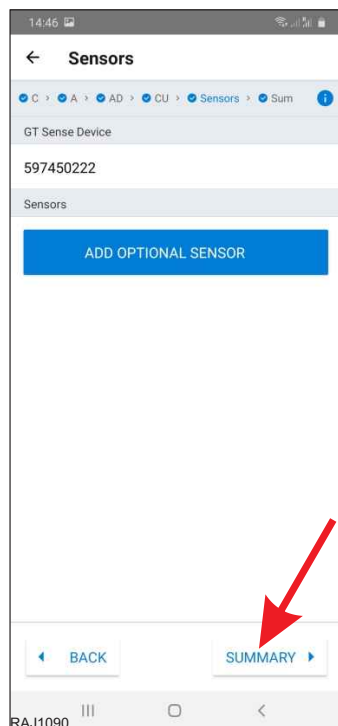 14:46
Sensors
C > A > AD > CU > Sensors > Sum i
GT Sense Device
597450222
Sensors
ADD OPTIONAL SENSOR
BACK SUMMARY
RAJ1090